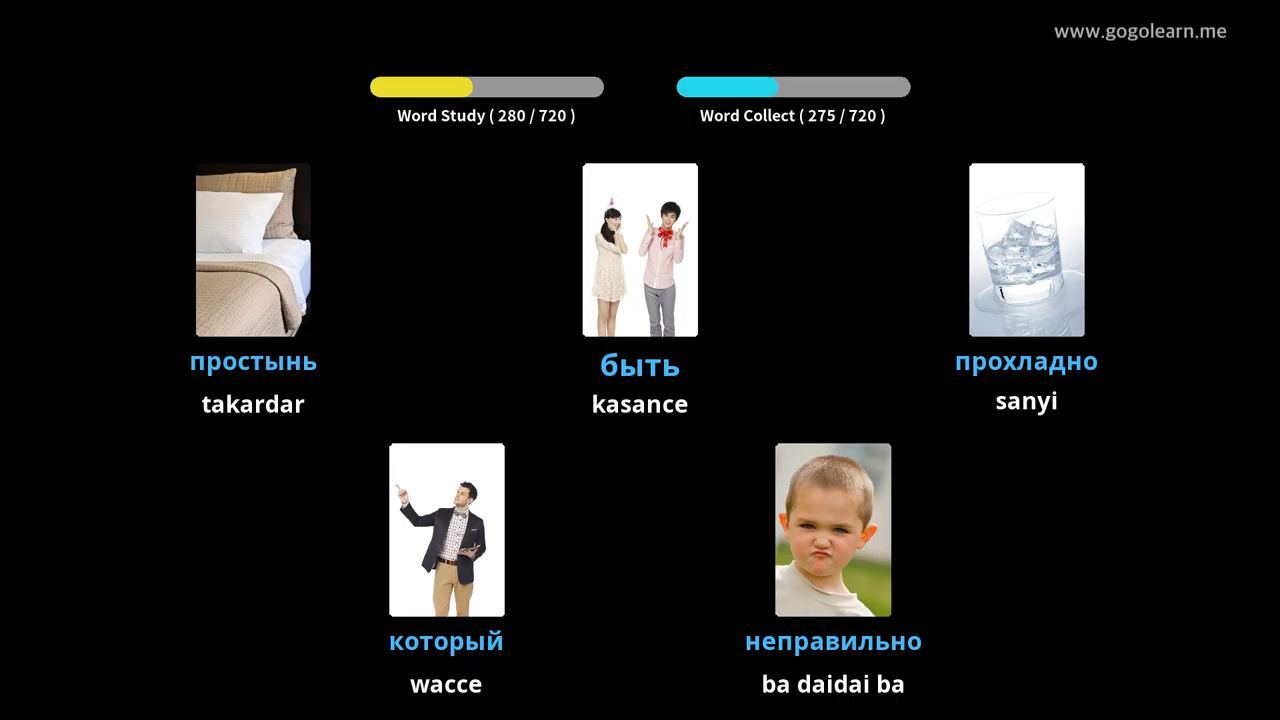 www.gogolearn.me
Word Study ( 280 / 720 )
Word Collect ( 275 / 720 )
простынь
быть
прохладно
takardar
kasance
sanyi
который
неправильно
wacce
ba daidai ba